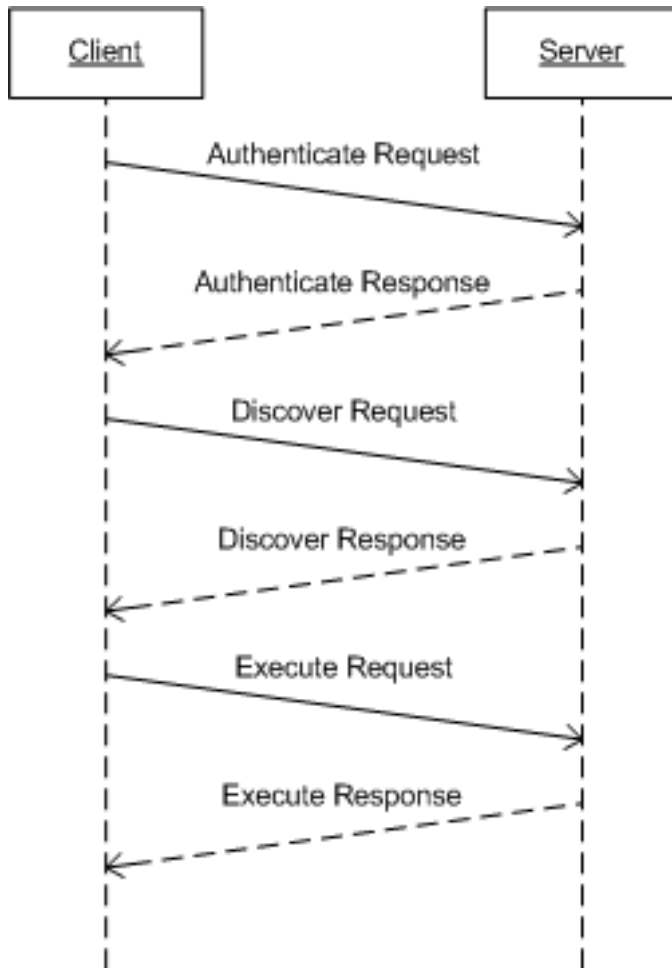 Client
Server
Authenticate Request
Authenticate Response
Discover Request
Discover Response
Execute Request
Execute Response